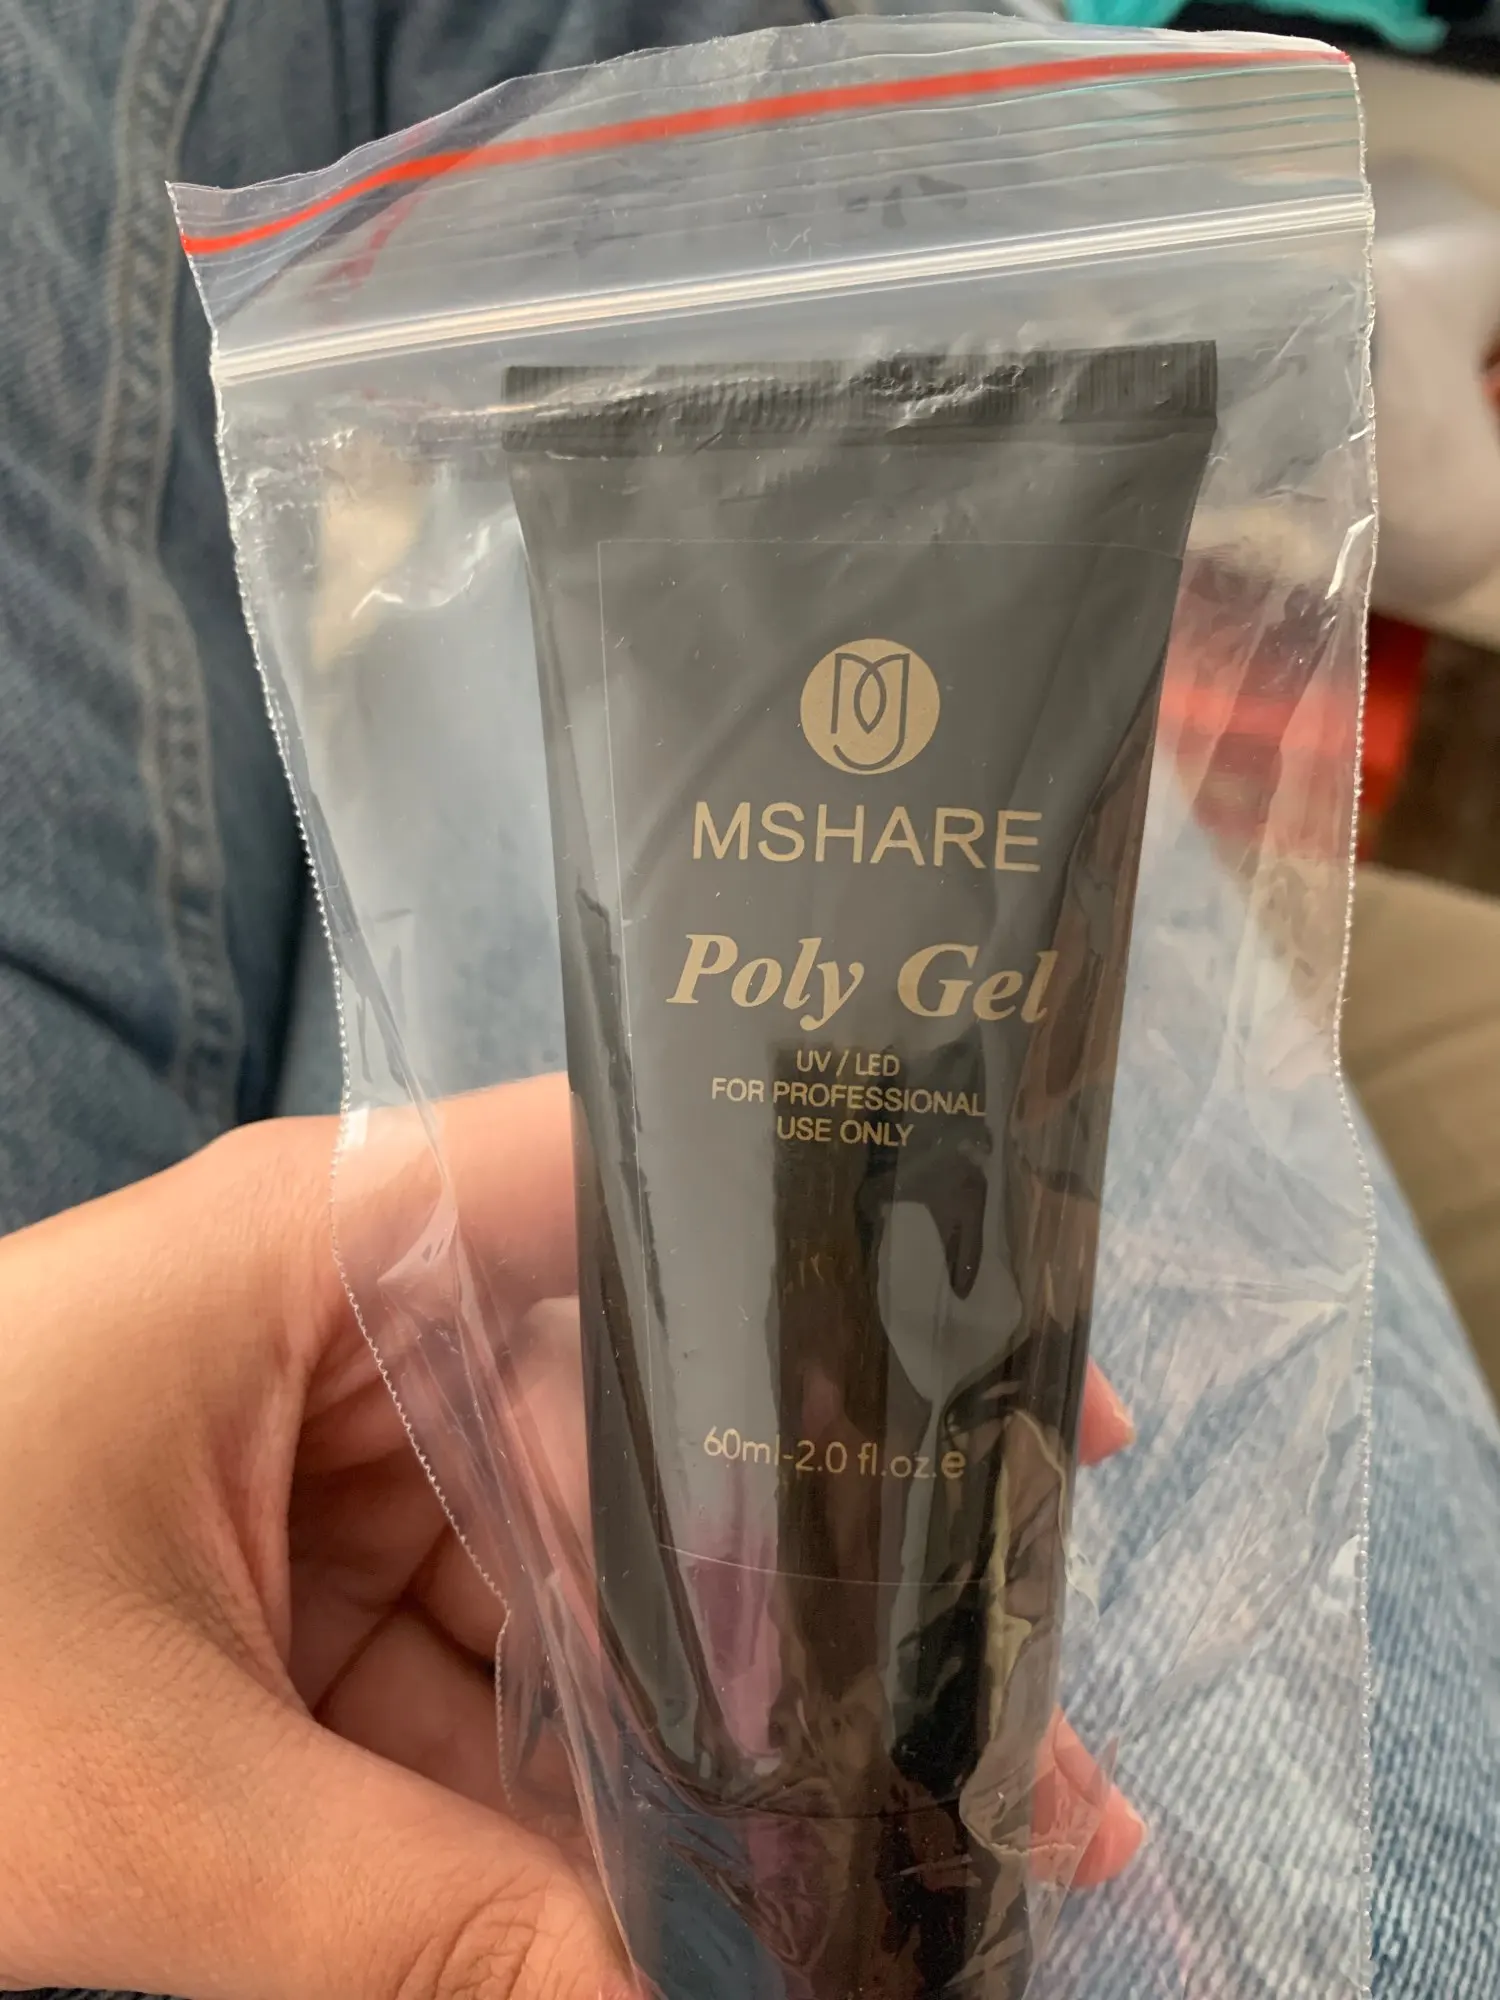 MSHARE
Poly Gel
UV / LED
FOR PROFESSIONAL
USE ONLY
60ml-2.0 fl.oz.e